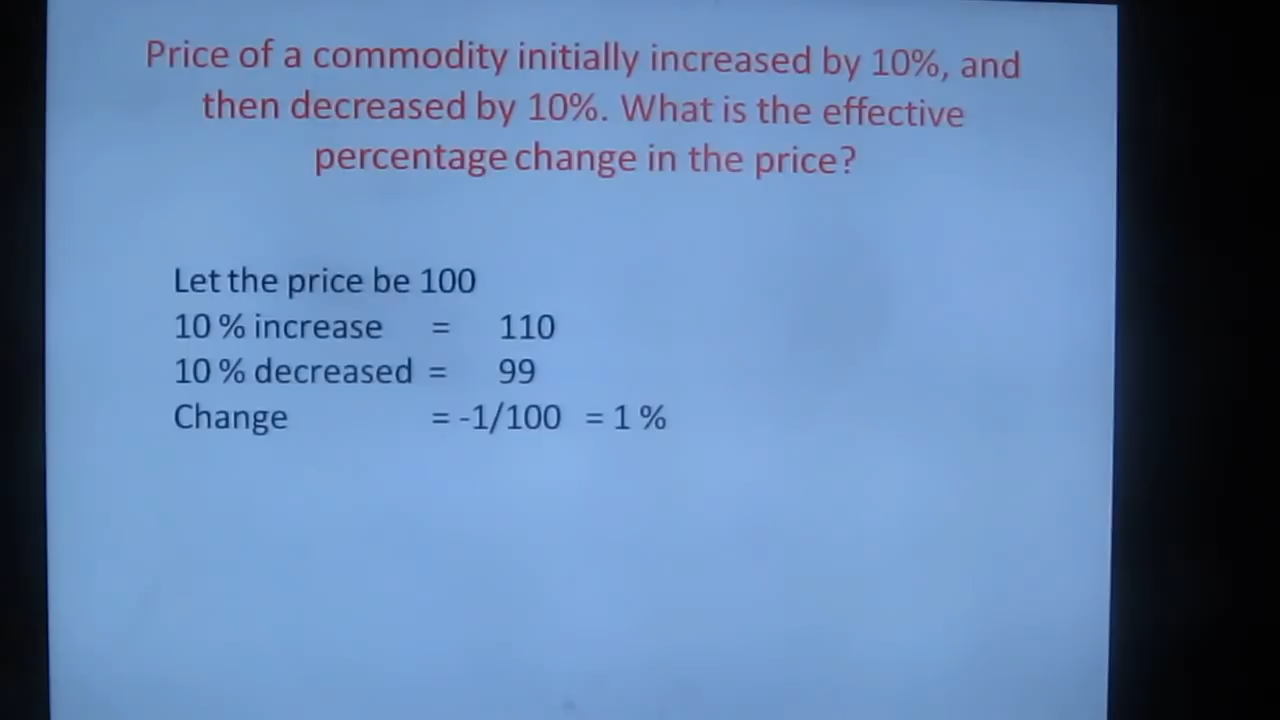 Price of a commodity initially increased by 10%, and
then decreased by 10%. What is the effective
percentage change in the price?
Let the price be 100
10 % increase = 110
10 % decreased = 99
Change = -1/100 = 1 %